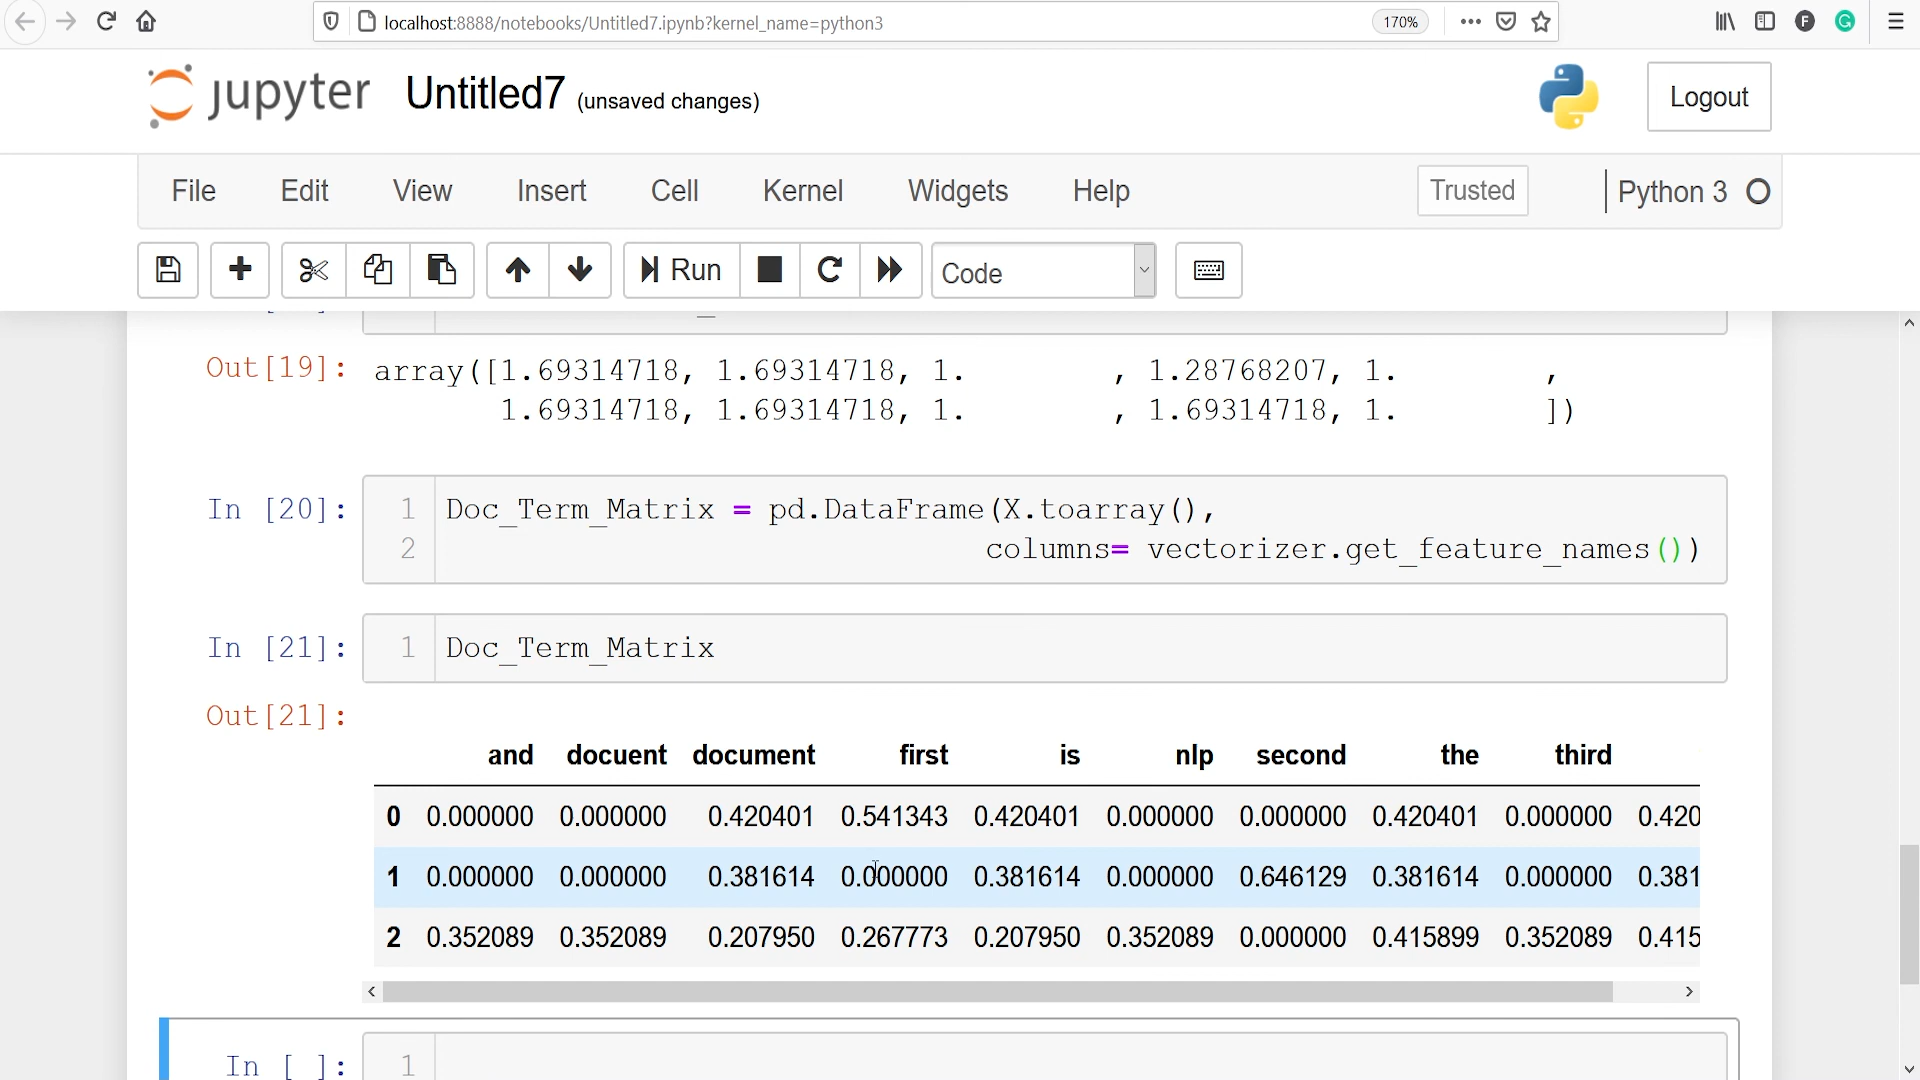 localhost:8888/notebooks/Untitled7.ipynb?kernel_name=python3 170% F G
jupyter Untitled7 (unsaved changes) Logout
File Edit View Insert Cell Kernel Widgets Help Trusted Python 3
Run Code
Out[19]: array([1.69314718, 1.69314718, 1. , 1.28768207, 1. ,
1.69314718, 1.69314718, 1. , 1.69314718, 1. ])
In [20]: 1 Doc_Term_Matrix = pd.DataFrame(X.toarray(),
2 columns= vectorizer.get_feature_names())
In [21]: 1 Doc_Term_Matrix
Out[21]:
and docuent document first is nlp second the third
0 0.000000 0.000000 0.420401 0.541343 0.420401 0.000000 0.000000 0.420401 0.000000 0.420
1 0.000000 0.000000 0.381614 0.000000 0.381614 0.000000 0.646129 0.381614 0.000000 0.381
2 0.352089 0.352089 0.207950 0.267773 0.207950 0.352089 0.000000 0.415899 0.352089 0.415
In [ ]: 1